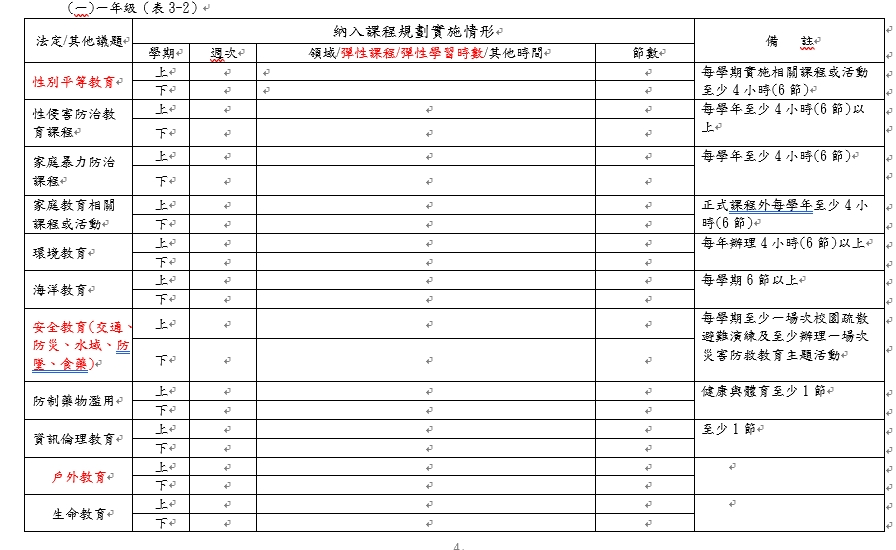 (一)一年級（表 3-2）
法定/其他議題
納入課程規劃實施情形
備 註
學期
週次
領域/彈性課程/彈性學習時數/其他時間
節數
性別平等教育
上
下
每學期實施相關課程或活動
至少 4 小時(6 節)
性侵害防治教
育課程
上
下
每學年至少 4 小時(6 節)以
上
家庭暴力防治
課程
上
下
每學年至少 4 小時(6 節)
家庭教育相關
課程或活動
上
下
正式課程外每學年至少 4 小
時(6 節)
環境教育
上
下
每年辦理 4 小時(6 節)以上
海洋教育
上
下
每學期 6 節以上
安全教育(交通、
防災、水域、防
墜、食藥)
上
下
每學期至少一場次校園疏散
避難演練及至少辦理一場次
災害防救教育主題活動
防制藥物濫用
上
下
健康與體育至少 1 節
資訊倫理教育
上
下
至少 1 節
戶外教育
上
下
生命教育
上
下
4